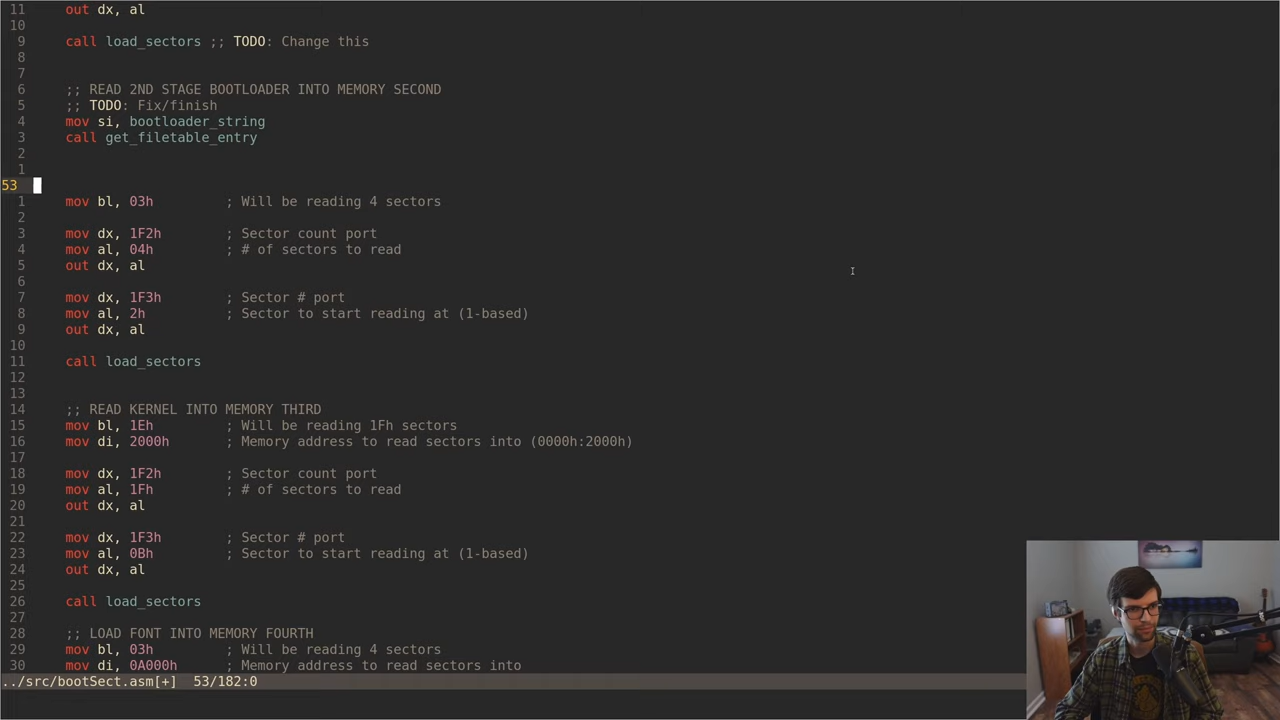 11 out dx, al
10
9 call load_sectors ;; TODO: Change this
8
7
6 ;; READ 2ND STAGE BOOTLOADER INTO MEMORY SECOND
5 ;; TODO: Fix/finish
4 mov si, bootloader_string
3 call get_filetable_entry
2
1
53
1 mov bl, 03h ; Will be reading 4 sectors
2
3 mov dx, 1F2h ; Sector count port
4 mov al, 04h ; # of sectors to read
5 out dx, al
6
7 mov dx, 1F3h ; Sector # port
8 mov al, 2h ; Sector to start reading at (1-based)
9 out dx, al
10
11 call load_sectors
12
13
14 ;; READ KERNEL INTO MEMORY THIRD
15 mov bl, 1Eh ; Will be reading 1Fh sectors
16 mov di, 2000h ; Memory address to read sectors into (0000h:2000h)
17
18 mov dx, 1F2h ; Sector count port
19 mov al, 1Fh ; # of sectors to read
20 out dx, al
21
22 mov dx, 1F3h ; Sector # port
23 mov al, 0Bh ; Sector to start reading at (1-based)
24 out dx, al
25
26 call load_sectors
27
28 ;; LOAD FONT INTO MEMORY FOURTH
29 mov bl, 03h ; Will be reading 4 sectors
30 mov di, 0A000h ; Memory address to read sectors into
../src/bootSect.asm[+] 53/182:0